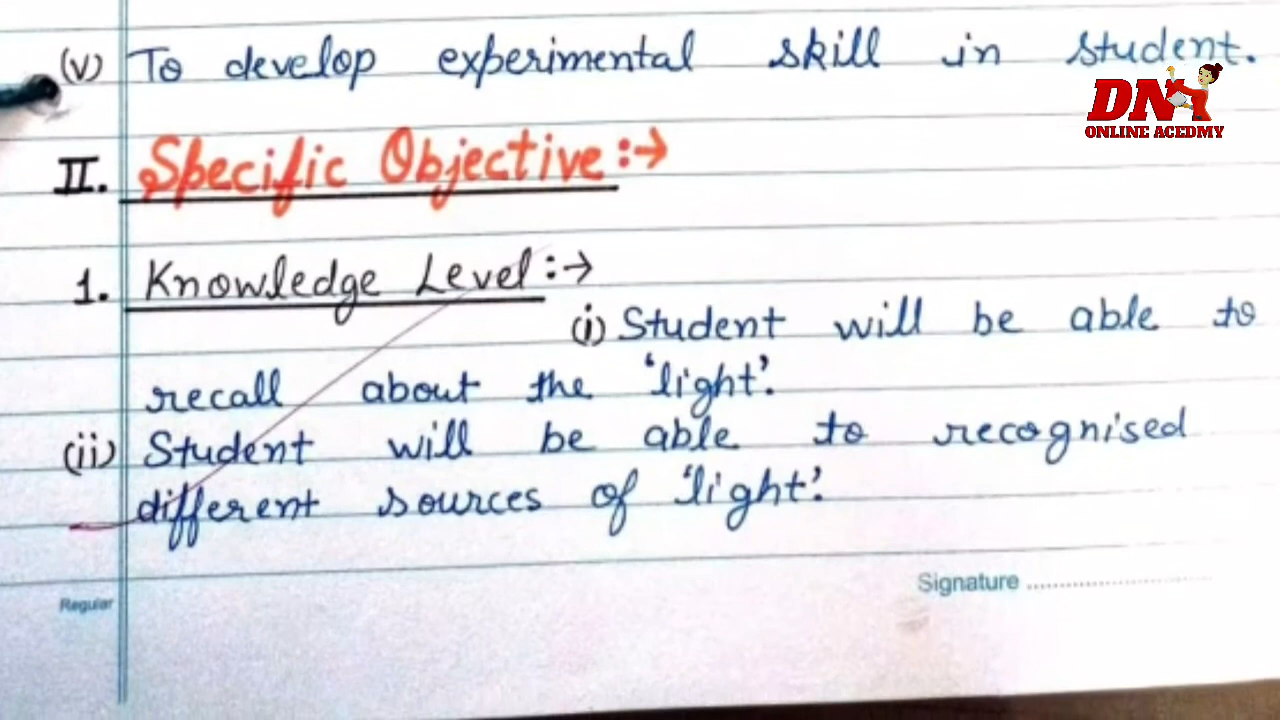 (v) To develop experimental skill in student.
DN
ONLINE ACEDMY
II. Specific Objective :→
1. Knowledge Level :→
(i) Student will be able to
recall about the 'light'.
(ii) Student will be able to recognised
different sources of 'light'.
Signature ........................
Regular